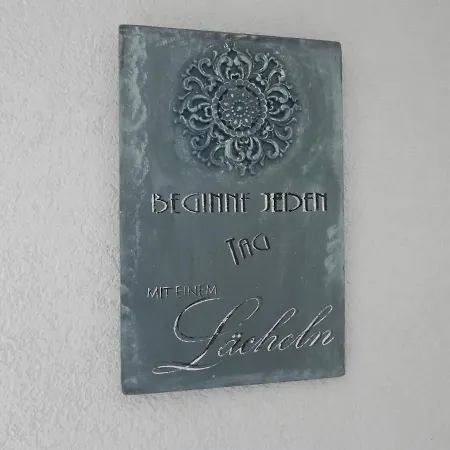 BEGINNE JEDEN
TAG
MIT EINEM
Lächeln